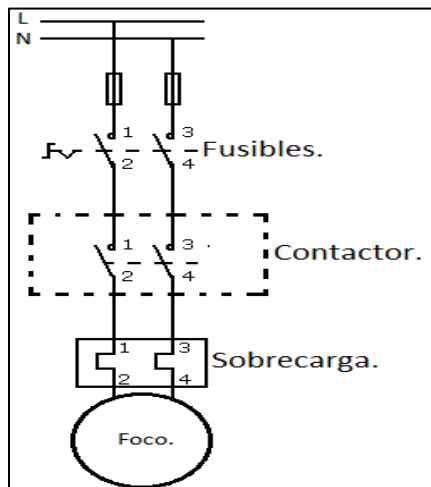 L
N
1 3
Fusibles.
2 4
1 3
Contactor.
2 4
1 3
Sobrecarga.
2 4
Foco.